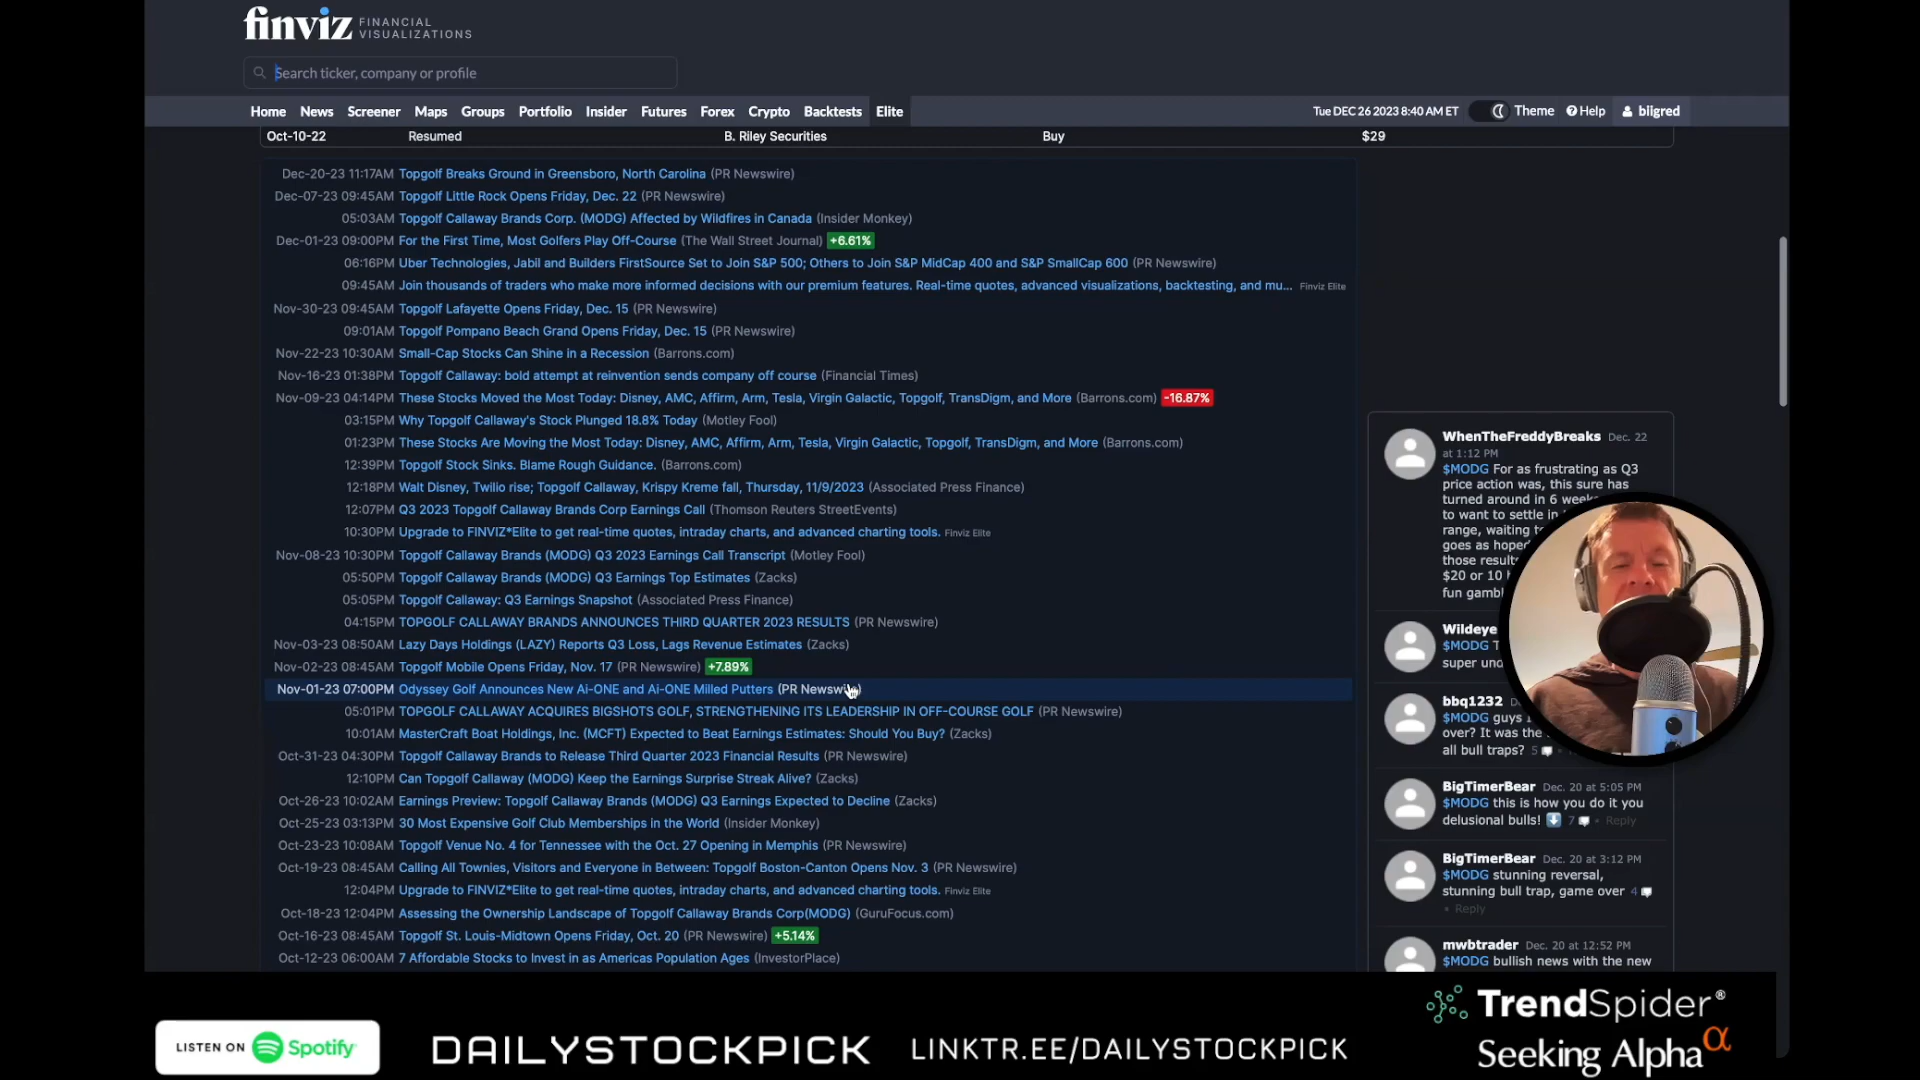 finviz FINANCIAL VISUALIZATIONS
Search ticker, company or profile
Home News Screener Maps Groups Portfolio Insider Futures Forex Crypto Backtests Elite Tue DEC 26 2023 8:40 AM ET Theme Help biigred
Oct-10-22 Resumed B. Riley Securities Buy $29
Dec-20-23 11:17AM Topgolf Breaks Ground in Greensboro, North Carolina (PR Newswire)
Dec-07-23 09:45AM Topgolf Little Rock Opens Friday, Dec. 22 (PR Newswire)
05:03AM Topgolf Callaway Brands Corp. (MODG) Affected by Wildfires in Canada (Insider Monkey)
Dec-01-23 09:00PM For the First Time, Most Golfers Play Off-Course (The Wall Street Journal) +6.61%
06:16PM Uber Technologies, Jabil and Builders FirstSource Set to Join S&P 500; Others to Join S&P MidCap 400 and S&P SmallCap 600 (PR Newswire)
09:45AM Join thousands of traders who make more informed decisions with our premium features. Real-time quotes, advanced visualizations, backtesting, and mu... Finviz Elite
Nov-30-23 09:45AM Topgolf Lafayette Opens Friday, Dec. 15 (PR Newswire)
09:01AM Topgolf Pompano Beach Grand Opens Friday, Dec. 15 (PR Newswire)
Nov-22-23 10:30AM Small-Cap Stocks Can Shine in a Recession (Barrons.com)
Nov-16-23 01:38PM Topgolf Callaway: bold attempt at reinvention sends company off course (Financial Times)
Nov-09-23 04:14PM These Stocks Moved the Most Today: Disney, AMC, Affirm, Arm, Tesla, Virgin Galactic, Topgolf, TransDigm, and More (Barrons.com) -16.87%
03:15PM Why Topgolf Callaway's Stock Plunged 18.8% Today (Motley Fool)
01:23PM These Stocks Are Moving the Most Today: Disney, AMC, Affirm, Arm, Tesla, Virgin Galactic, Topgolf, TransDigm, and More (Barrons.com)
12:39PM Topgolf Stock Sinks. Blame Rough Guidance. (Barrons.com)
12:18PM Walt Disney, Twilio rise; Topgolf Callaway, Krispy Kreme fall, Thursday, 11/9/2023 (Associated Press Finance)
12:07PM Q3 2023 Topgolf Callaway Brands Corp Earnings Call (Thomson Reuters StreetEvents)
10:30PM Upgrade to FINVIZ*Elite to get real-time quotes, intraday charts, and advanced charting tools. Finviz Elite
Nov-08-23 10:30PM Topgolf Callaway Brands (MODG) Q3 2023 Earnings Call Transcript (Motley Fool)
05:50PM Topgolf Callaway Brands (MODG) Q3 Earnings Top Estimates (Zacks)
05:05PM Topgolf Callaway: Q3 Earnings Snapshot (Associated Press Finance)
04:15PM TOPGOLF CALLAWAY BRANDS ANNOUNCES THIRD QUARTER 2023 RESULTS (PR Newswire)
Nov-03-23 08:50AM Lazy Days Holdings (LAZY) Reports Q3 Loss, Lags Revenue Estimates (Zacks)
Nov-02-23 08:45AM Topgolf Mobile Opens Friday, Nov. 17 (PR Newswire) +7.89%
Nov-01-23 07:00PM Odyssey Golf Announces New Ai-ONE and Ai-ONE Milled Putters (PR Newswi
05:01PM TOPGOLF CALLAWAY ACQUIRES BIGSHOTS GOLF, STRENGTHENING ITS LEADERSHIP IN OFF-COURSE GOLF (PR Newswire)
10:01AM MasterCraft Boat Holdings, Inc. (MCFT) Expected to Beat Earnings Estimates: Should You Buy? (Zacks)
Oct-31-23 04:30PM Topgolf Callaway Brands to Release Third Quarter 2023 Financial Results (PR Newswire)
12:10PM Can Topgolf Callaway (MODG) Keep the Earnings Surprise Streak Alive? (Zacks)
Oct-26-23 10:02AM Earnings Preview: Topgolf Callaway Brands (MODG) Q3 Earnings Expected to Decline (Zacks)
Oct-25-23 03:13PM 30 Most Expensive Golf Club Memberships in the World (Insider Monkey)
Oct-23-23 10:08AM Topgolf Venue No. 4 for Tennessee with the Oct. 27 Opening in Memphis (PR Newswire)
Oct-19-23 08:45AM Calling All Townies, Visitors and Everyone in Between: Topgolf Boston-Canton Opens Nov. 3 (PR Newswire)
12:04PM Upgrade to FINVIZ*Elite to get real-time quotes, intraday charts, and advanced charting tools. Finviz Elite
Oct-18-23 12:04PM Assessing the Ownership Landscape of Topgolf Callaway Brands Corp(MODG) (GuruFocus.com)
Oct-16-23 08:45AM Topgolf St. Louis-Midtown Opens Friday, Oct. 20 (PR Newswire) +5.14%
Oct-12-23 06:00AM 7 Affordable Stocks to Invest in as Americas Population Ages (InvestorPlace)
WhenTheFreddyBreaks Dec. 22
at 1:12 PM
$MODG For as frustrating as Q3
price action was, this sure has
turned around in 6 weeks
to want to settle in
range, waiting
goes as hoped
those results
$20 or 10
fun gamb
Wildeye
$MODG T
super und
bbq1232
$MODG guys I
over? It was the
all bull traps? 5
BigTimerBear Dec. 20 at 5:05 PM
$MODG this is how you do it you
delusional bulls! 7 • Reply
BigTimerBear Dec. 20 at 3:12 PM
$MODG stunning reversal,
stunning bull trap, game over 4
• Reply
mwbtrader Dec. 20 at 12:52 PM
$MODG bullish news with the new
LISTEN ON Spotify
DAILYSTOCKPICK
LINKTR.EE/DAILYSTOCKPICK
TrendSpider®
Seeking Alpha α